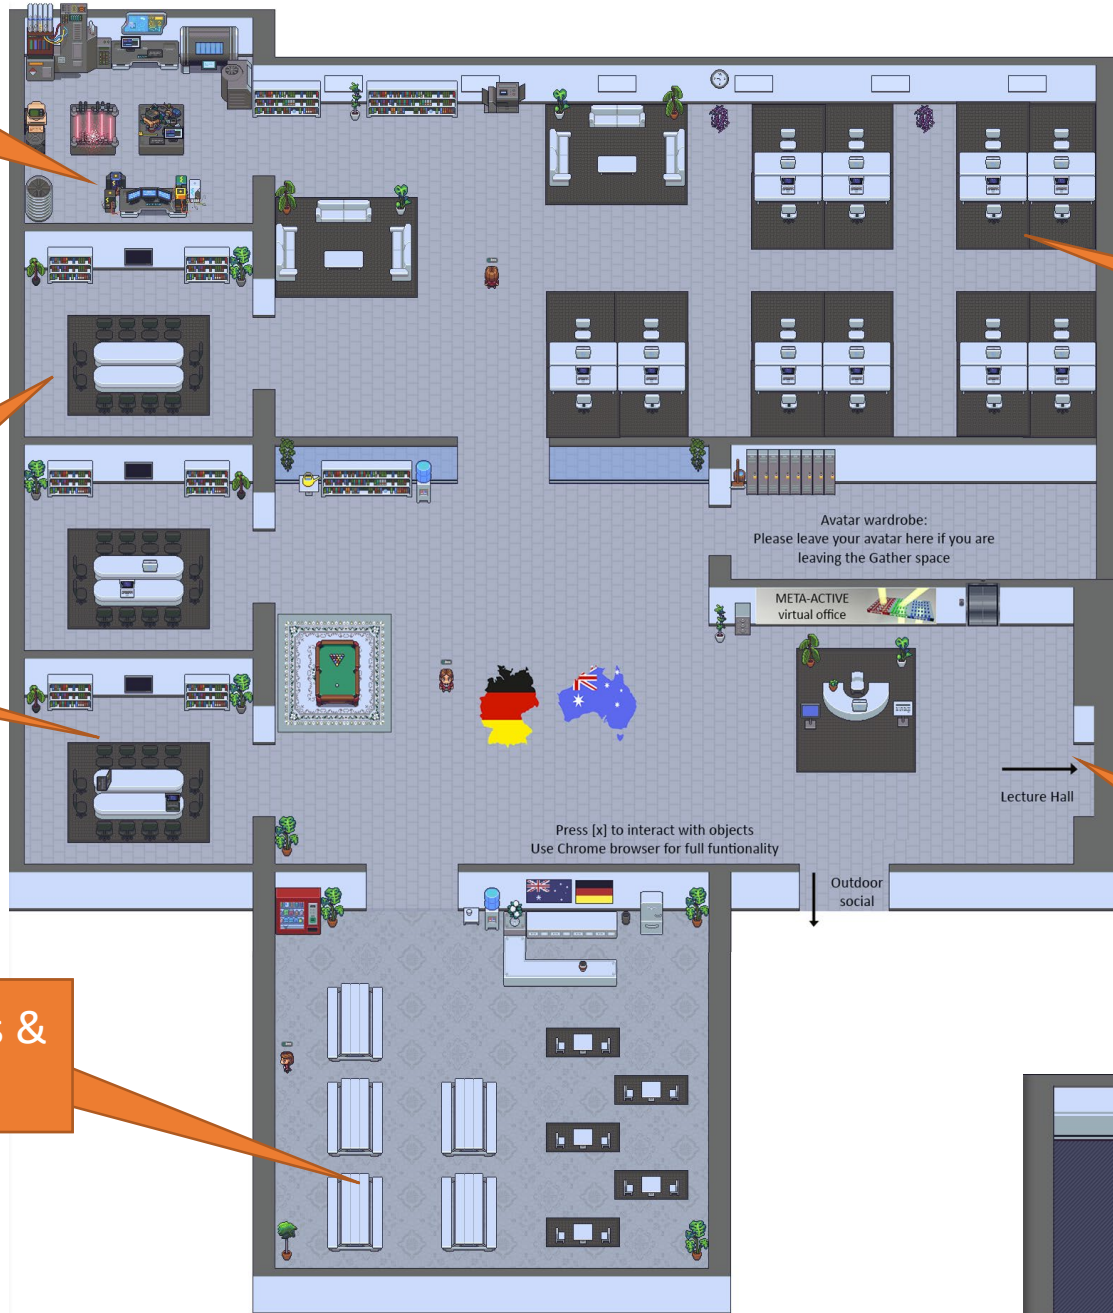 Avatar wardrobe:
Please leave your avatar here if you are
leaving the Gather space
META-ACTIVE
virtual office
Lecture Hall
Press [x] to interact with objects
Use Chrome browser for full funtionality
Outdoor
social
s &